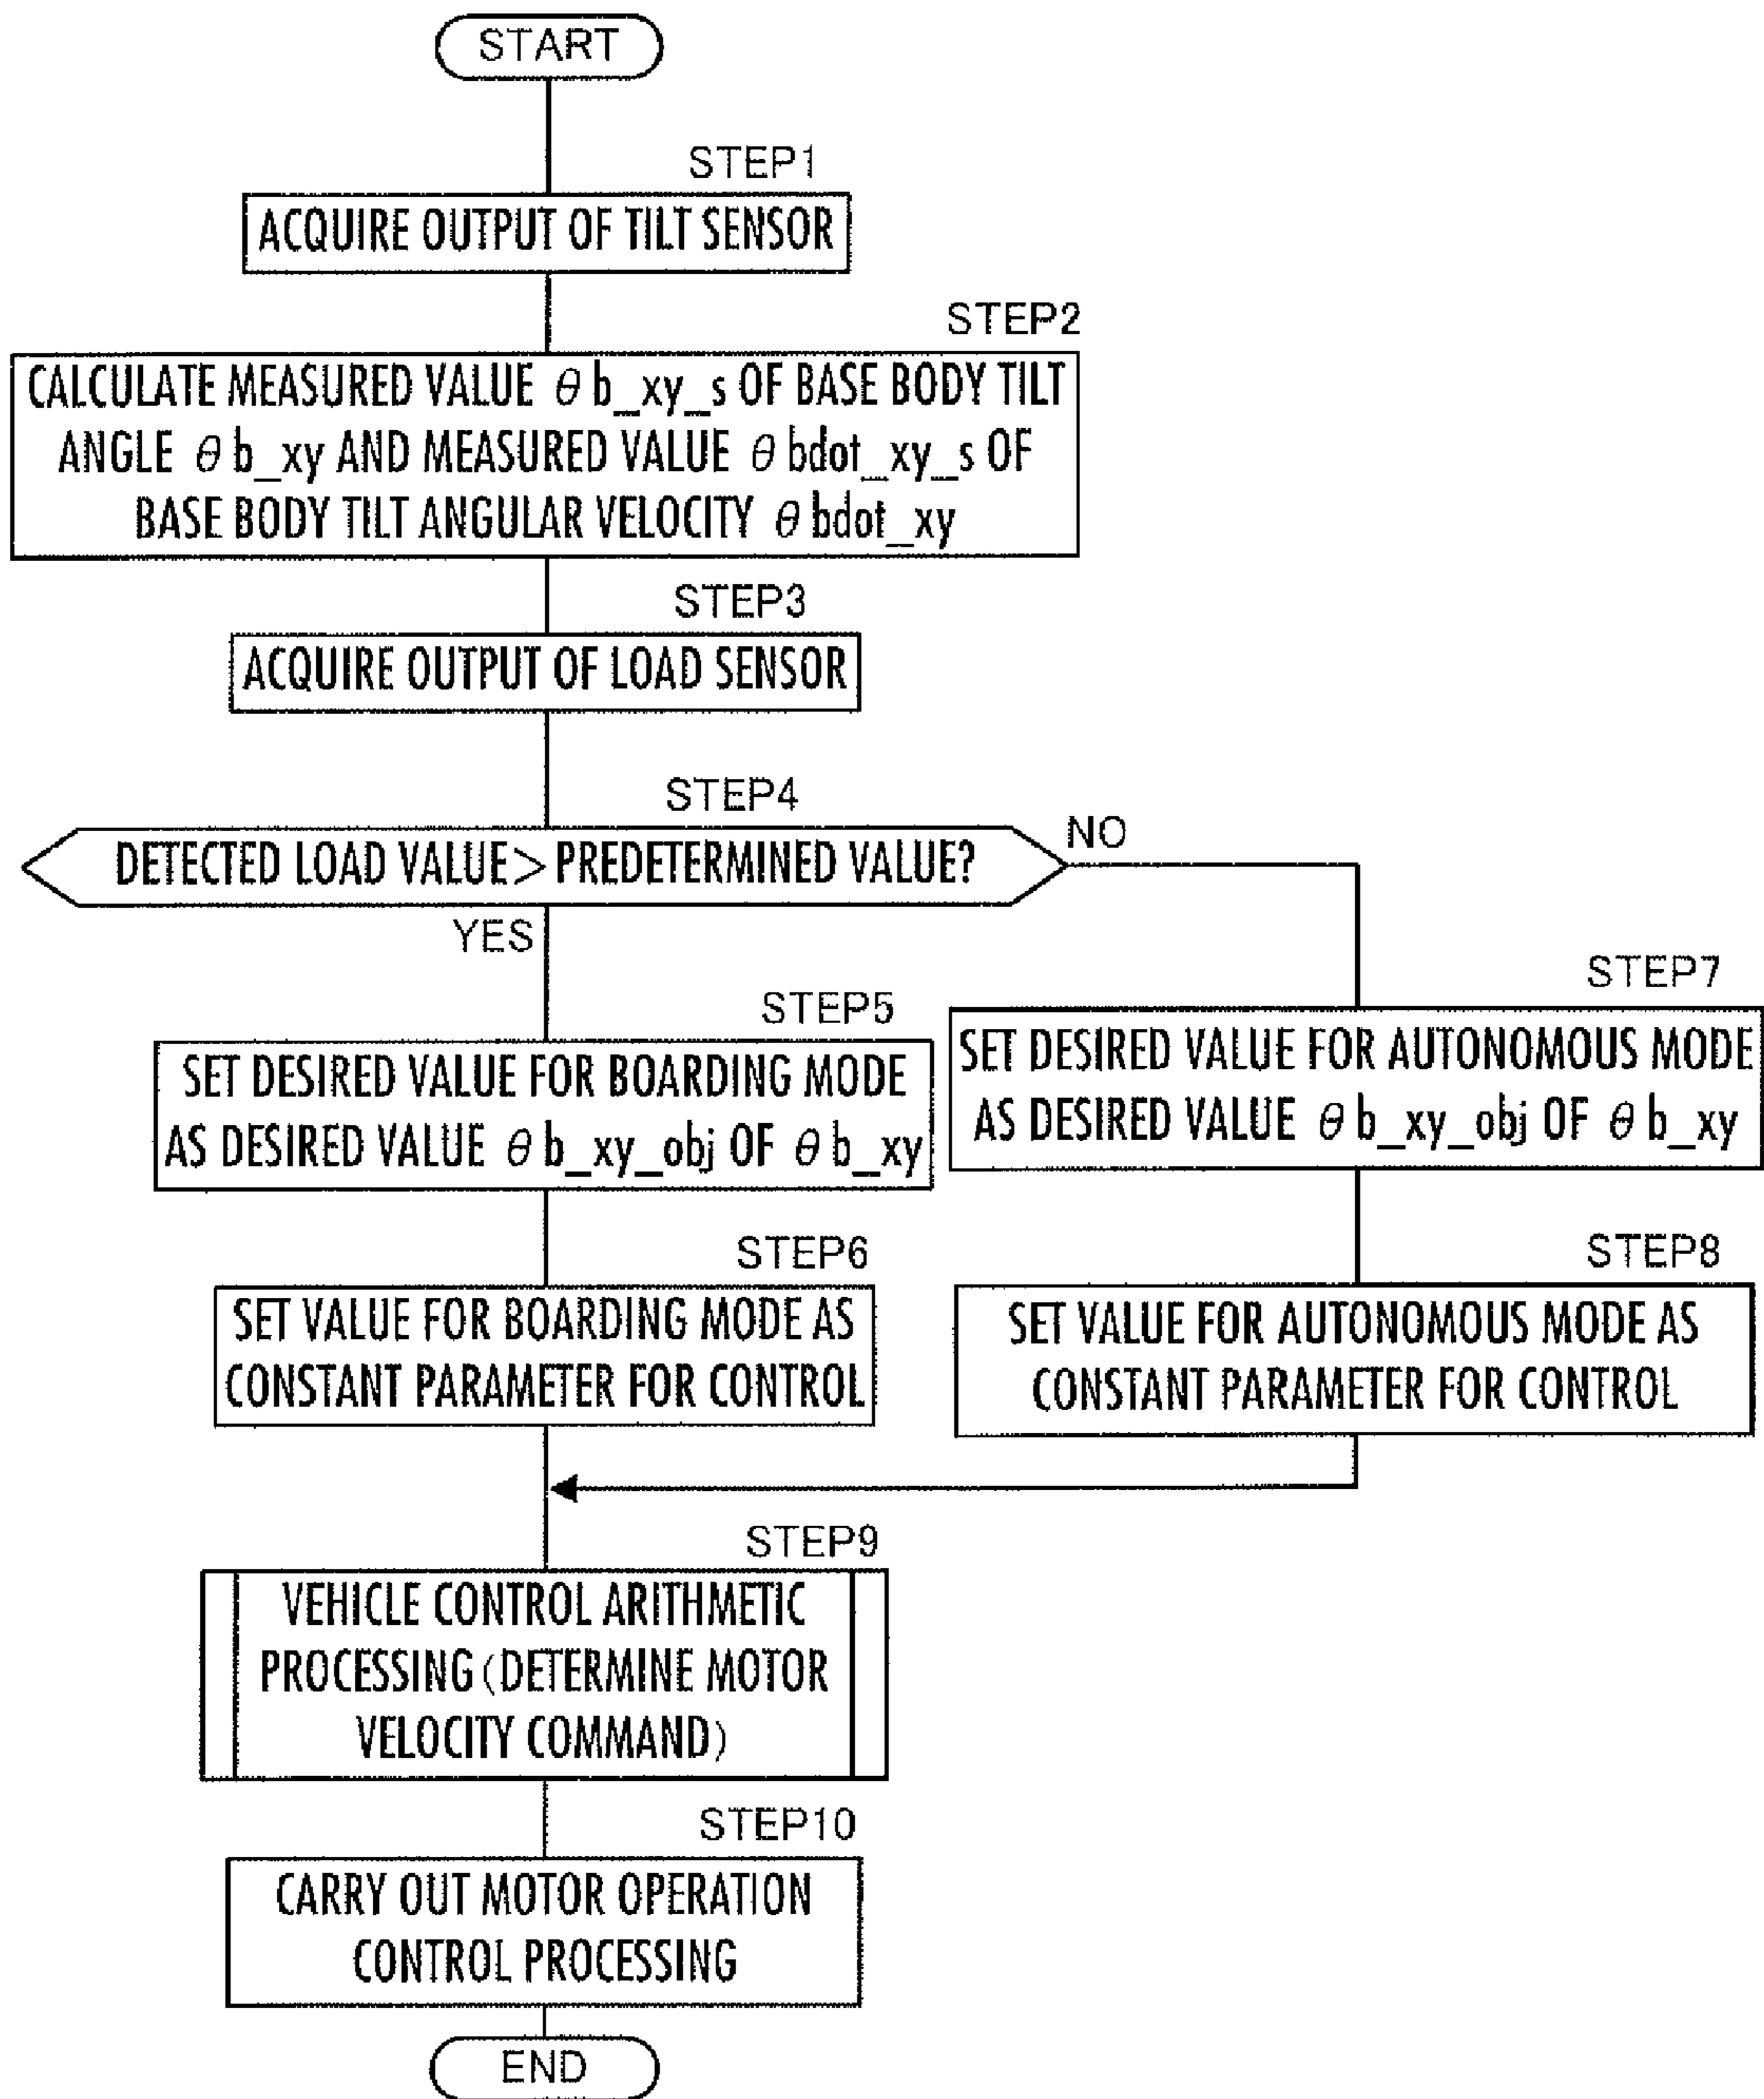 START
STEP1
ACQUIRE OUTPUT OF TILT SENSOR
STEP2
CALCULATE MEASURED VALUE θb_xy_s OF BASE BODY TILT
ANGLE θb_xy AND MEASURED VALUE θbdot_xy_s OF
BASE BODY TILT ANGULAR VELOCITY θbdot_xy
STEP3
ACQUIRE OUTPUT OF LOAD SENSOR
STEP4
DETECTED LOAD VALUE>PREDETERMINED VALUE?
NO
YES
STEP5
SET DESIRED VALUE FOR BOARDING MODE
AS DESIRED VALUE θb_xy_obj OF θb_xy
STEP6
SET VALUE FOR BOARDING MODE AS
CONSTANT PARAMETER FOR CONTROL
STEP7
SET DESIRED VALUE FOR AUTONOMOUS MODE
AS DESIRED VALUE θb_xy_obj OF θb_xy
STEP8
SET VALUE FOR AUTONOMOUS MODE AS
CONSTANT PARAMETER FOR CONTROL
STEP9
VEHICLE CONTROL ARITHMETIC
PROCESSING(DETERMINE MOTOR
VELOCITY COMMAND)
STEP10
CARRY OUT MOTOR OPERATION
CONTROL PROCESSING
END